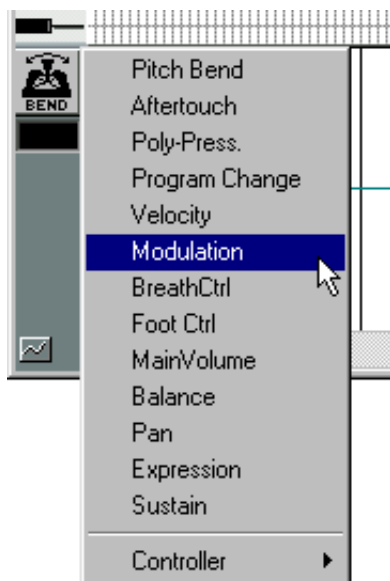 BEND
Pitch Bend
Aftertouch
Poly-Press.
Program Change
Velocity
Modulation
BreathCtrl
Foot Ctrl
MainVolume
Balance
Pan
Expression
Sustain
Controller